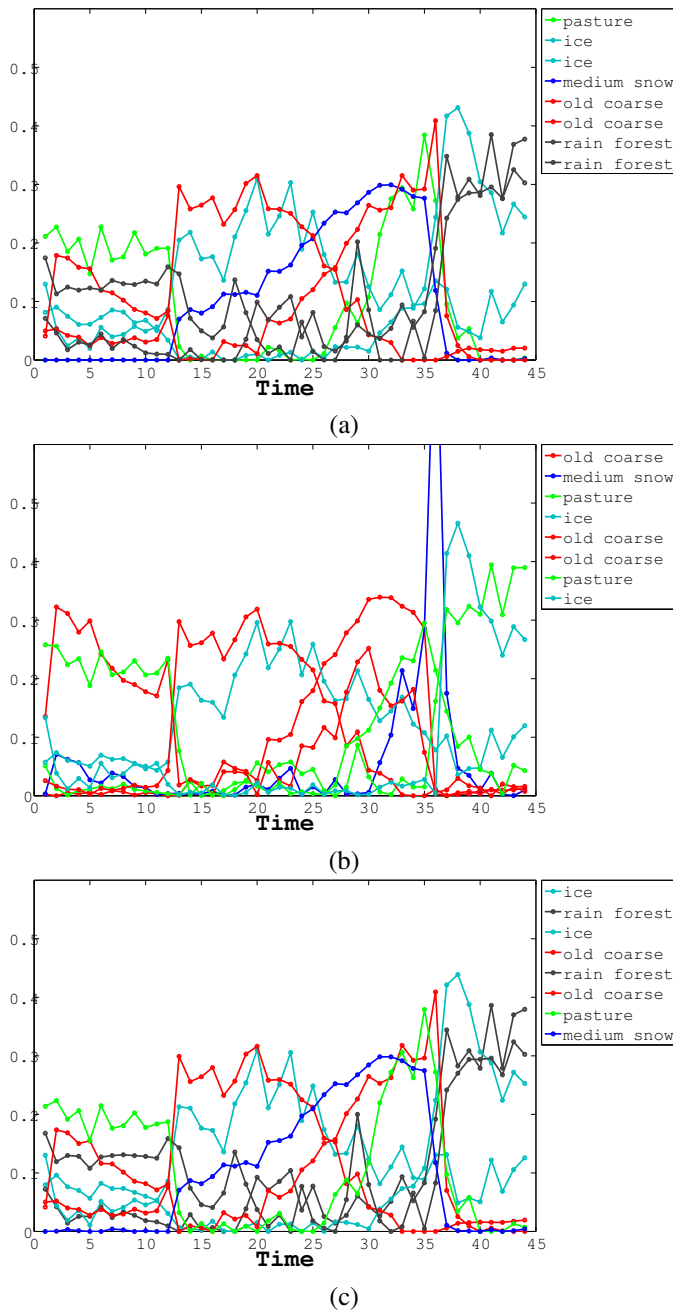 pasture
ice
ice
medium snow
old coarse
old coarse
rain forest
rain forest
0.5
0.4
0.3
0.2
0.1
0
0 5 10 15 20 25 30 35 40 45
Time
(a)
old coarse
medium snow
pasture
ice
old coarse
old coarse
pasture
ice
0.5
0.4
0.3
0.2
0.1
0
0 5 10 15 20 25 30 35 40 45
Time
(b)
ice
rain forest
ice
old coarse
rain forest
old coarse
pasture
medium snow
0.5
0.4
0.3
0.2
0.1
0
0 5 10 15 20 25 30 35 40 45
Time
(c)